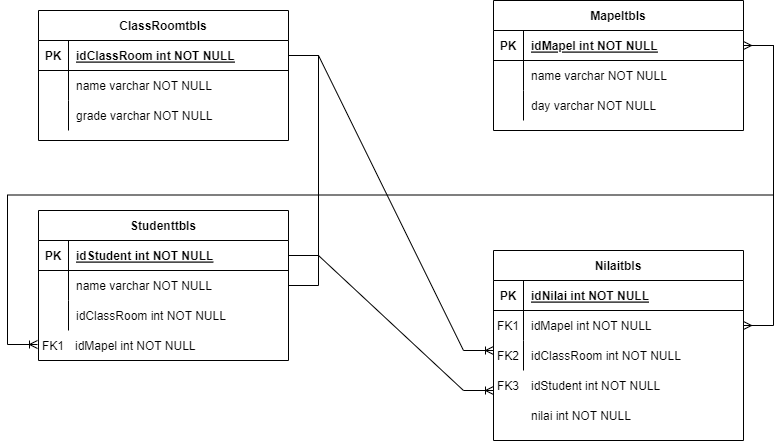 ClassRoomtbls
PK idClassRoom int NOT NULL
name varchar NOT NULL
grade varchar NOT NULL
Mapeltbls
PK idMapel int NOT NULL
name varchar NOT NULL
day varchar NOT NULL
Studenttbls
PK idStudent int NOT NULL
name varchar NOT NULL
idClassRoom int NOT NULL
FK1 idMapel int NOT NULL
Nilaitbls
PK idNilai int NOT NULL
FK1 idMapel int NOT NULL
FK2 idClassRoom int NOT NULL
FK3 idStudent int NOT NULL
nilai int NOT NULL